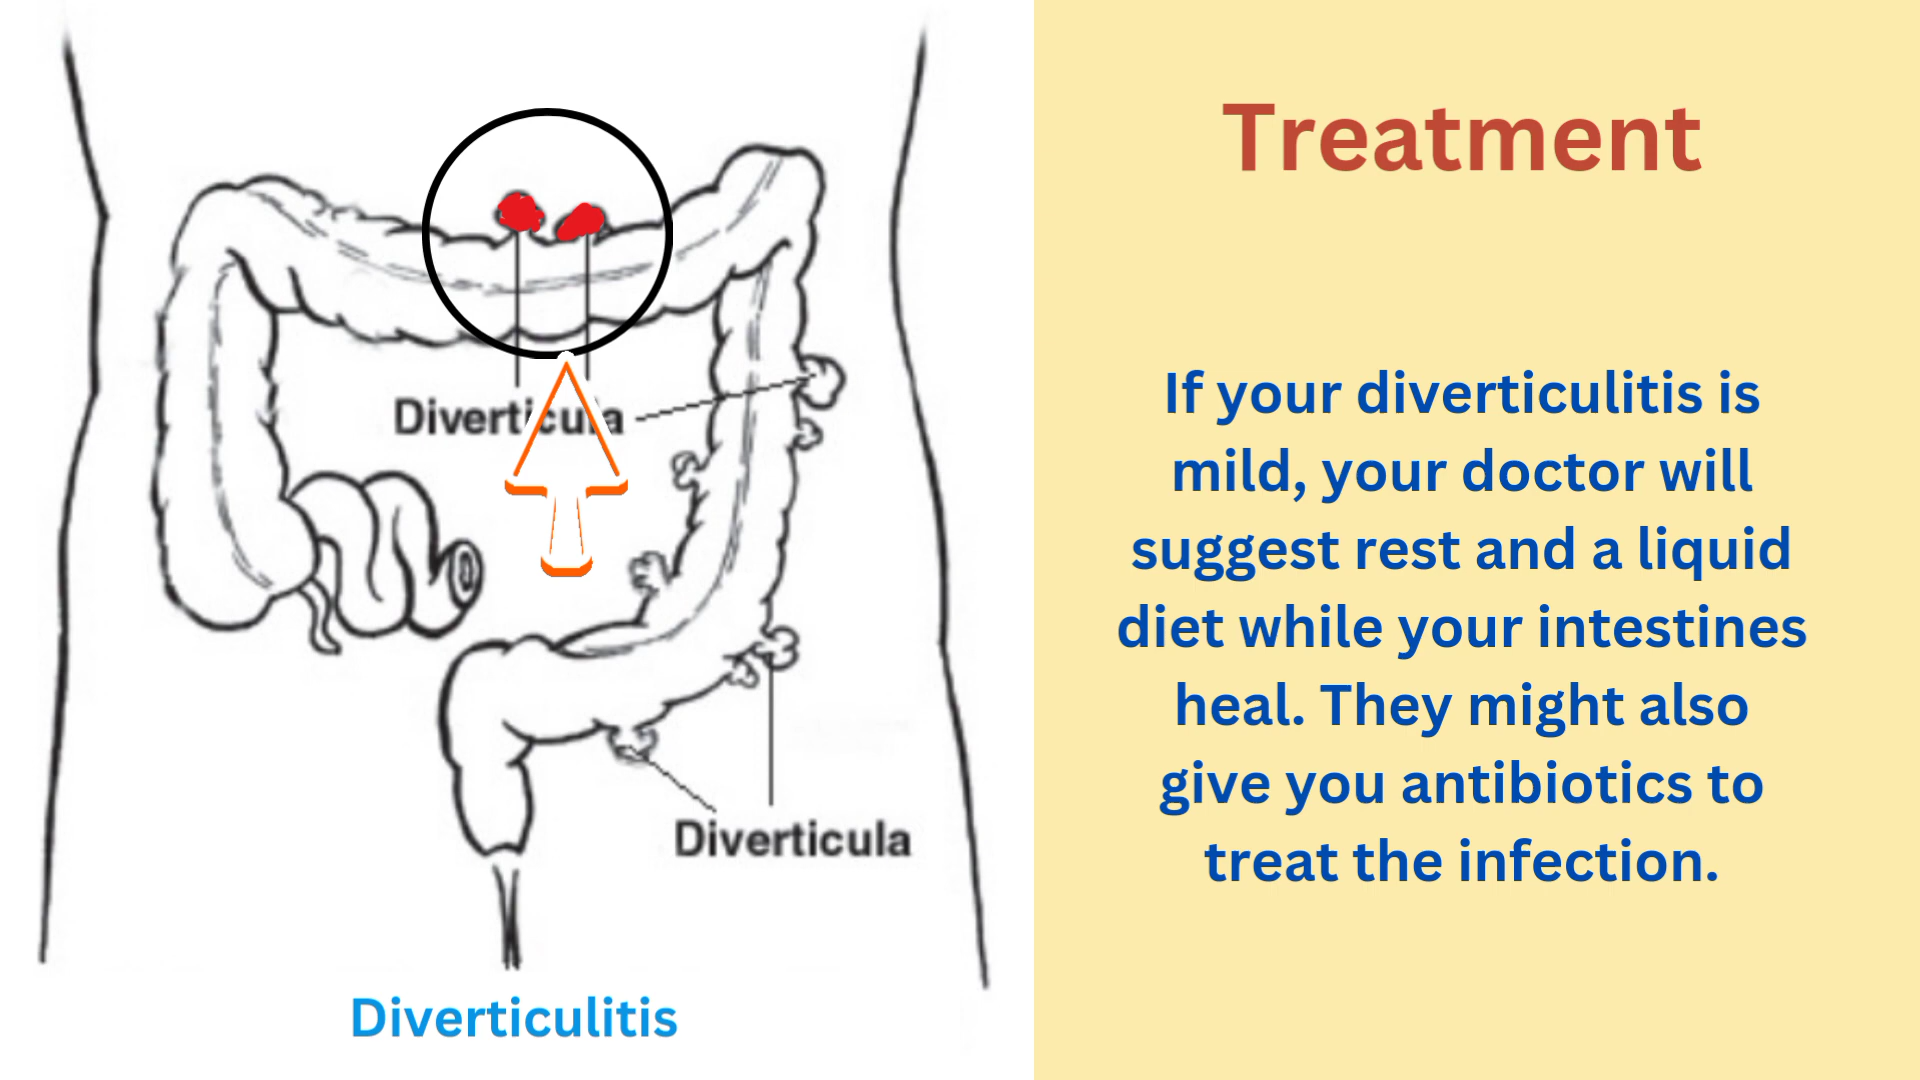 Diverticula
Diverticula
Diverticulitis
Treatment
If your diverticulitis is
mild, your doctor will
suggest rest and a liquid
diet while your intestines
heal. They might also
give you antibiotics to
treat the infection.